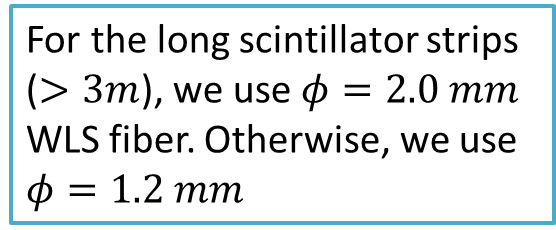 For the long scintillator strips
(> 3m), we use ϕ = 2.0 mm
WLS fiber. Otherwise, we use
ϕ = 1.2 mm